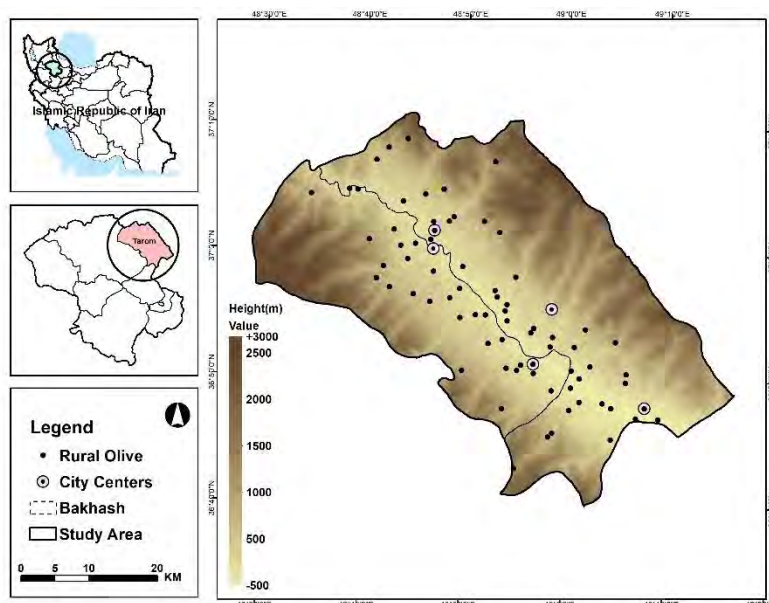 Islamic Republic of Iran
Tarom
Legend
Rural Olive
City Centers
Bakhash
Study Area
0 5 10 20
KM
48°30'0"E 48°40'0"E 48°50'0"E 49°0'0"E 49°10'0"E
37°10'0"N
37°0'0"N
36°50'0"N
36°40'0"N
Height(m)
Value
+3000
2500
2000
1500
1000
500
-500